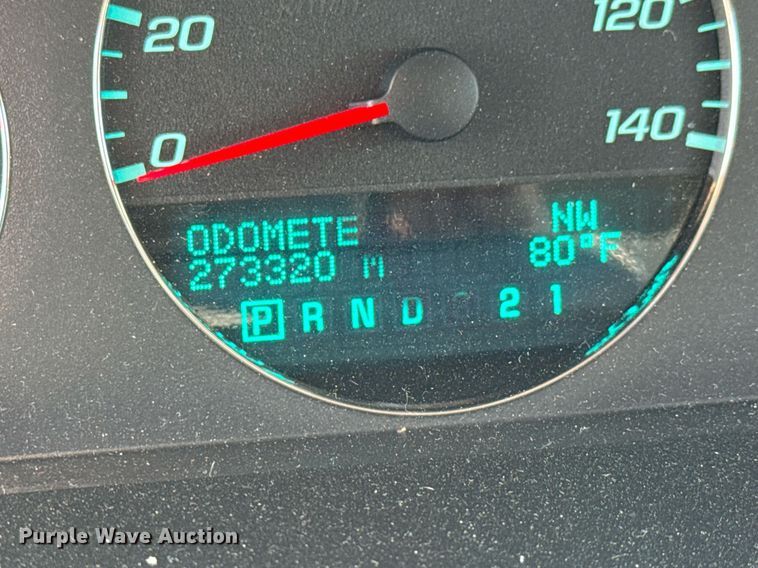 20
120
0
140
ODOMETE NW
273320 M 80°F
P R N D 2 1
Purple Wave Auction